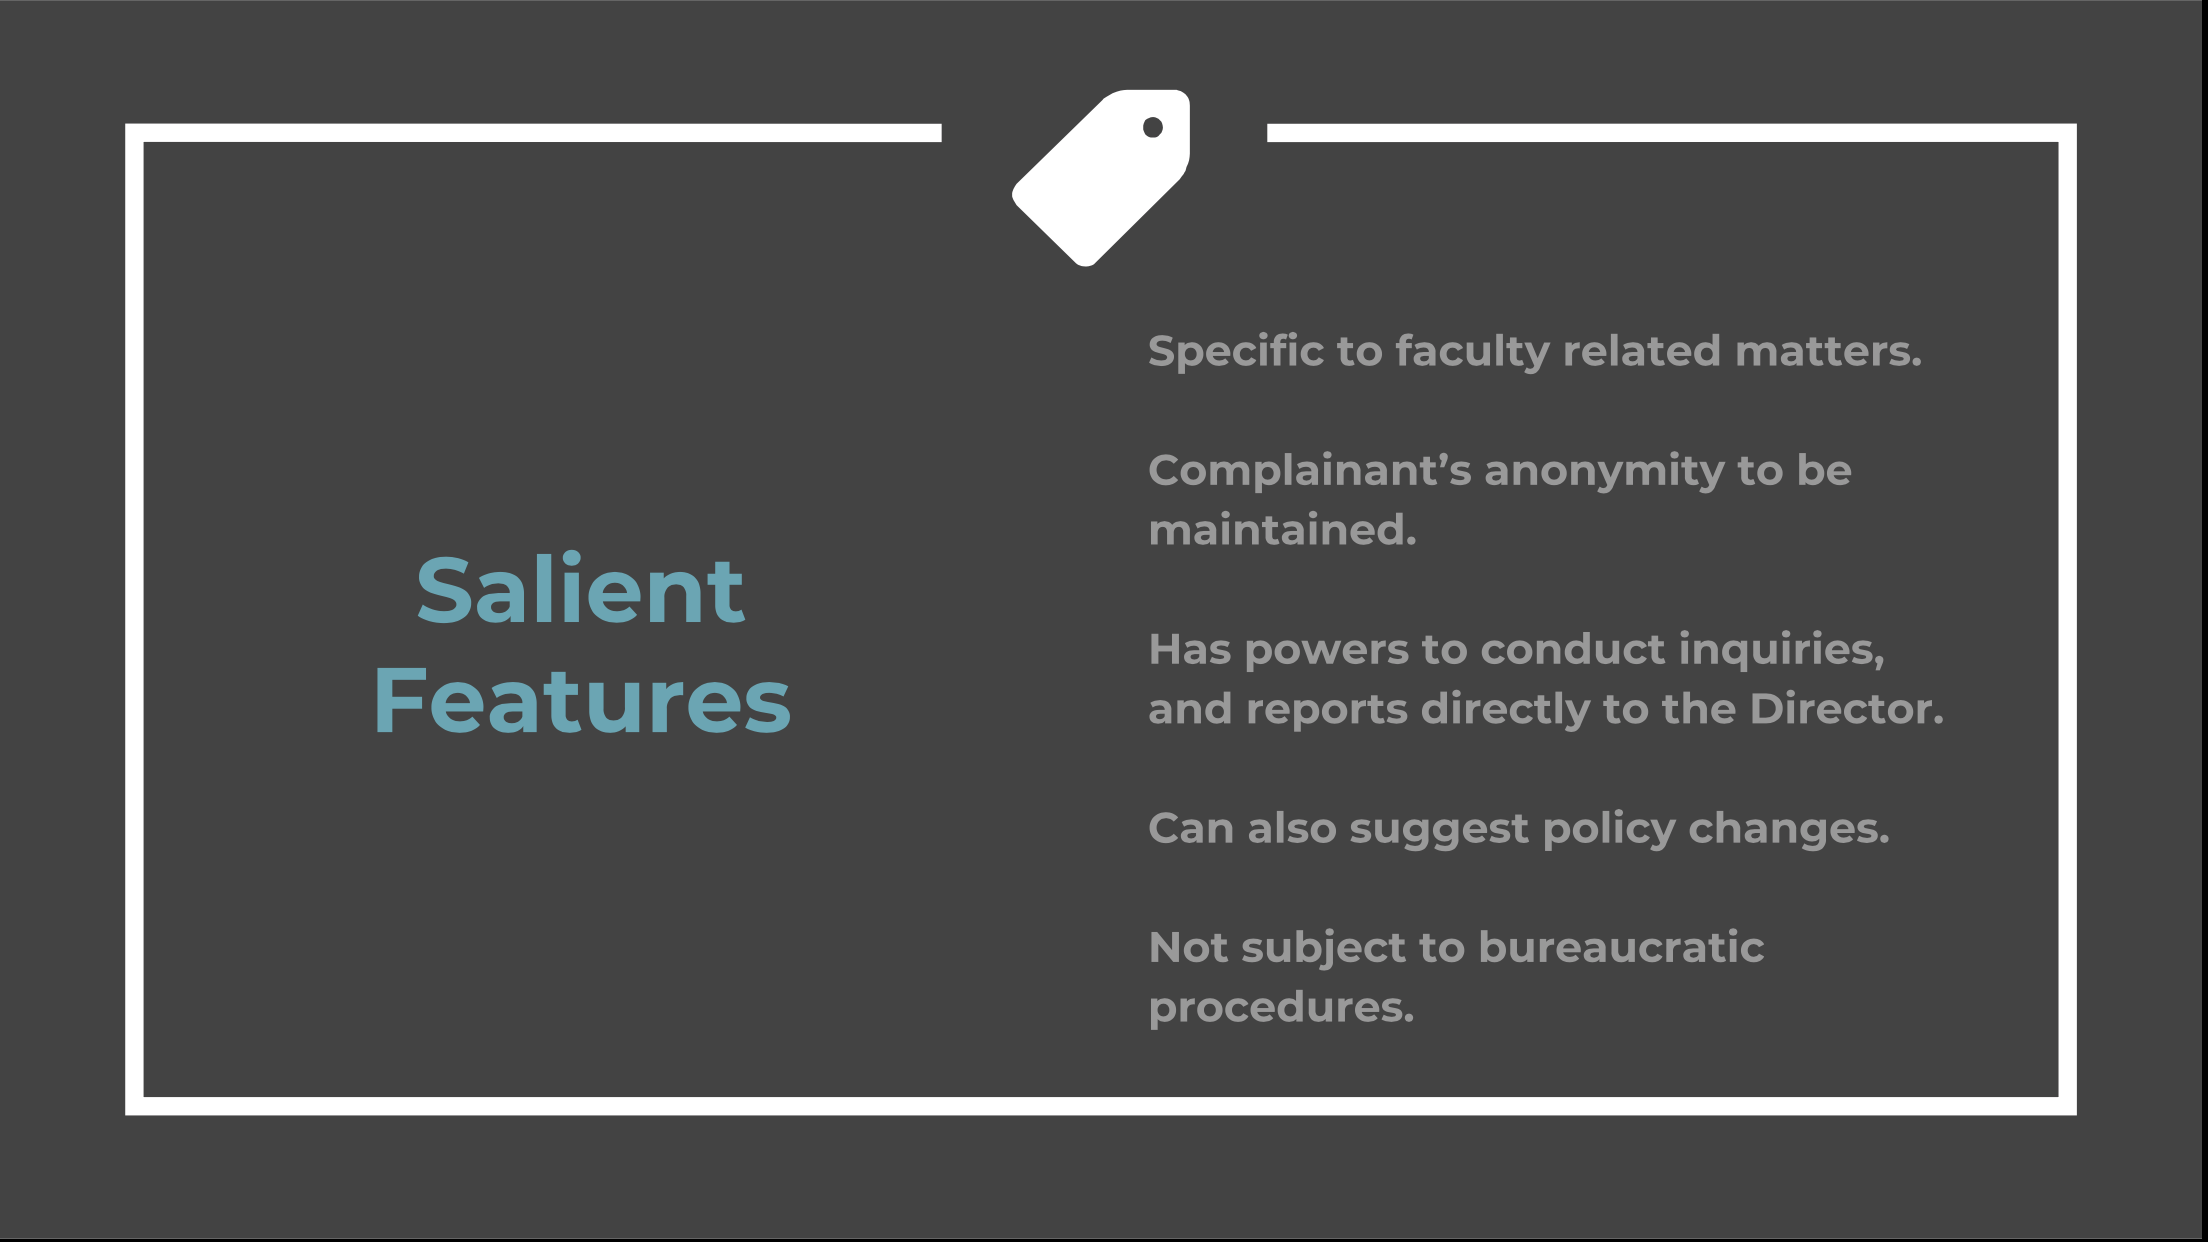 Salient
Features
Specific to faculty related matters.
Complainant’s anonymity to be
maintained.
Has powers to conduct inquiries,
and reports directly to the Director.
Can also suggest policy changes.
Not subject to bureaucratic
procedures.